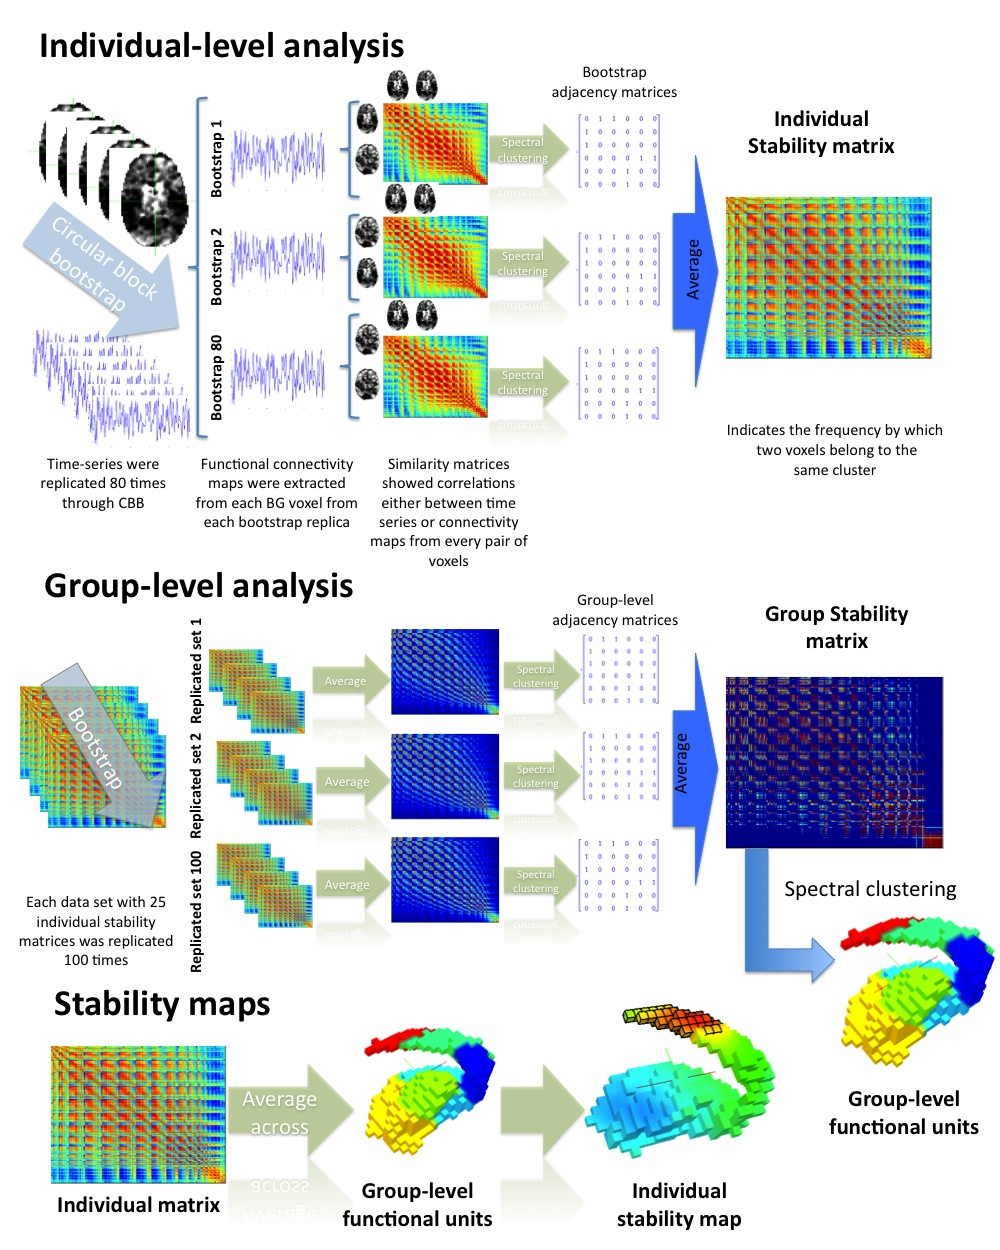 Individual-level analysis
Circular block
bootstrap
Time-series were
replicated 80 times
through CBB
Bootstrap 1
Bootstrap 2
Bootstrap 80
Functional connectivity
maps were extracted
from each BG voxel from
each bootstrap replica
Similarity matrices
showed correlations
either between time
series or connectivity
maps from every pair of
voxels
Spectral
clustering
Spectral
clustering
Spectral
clustering
Bootstrap
adjacency matrices
Average
Individual
Stability matrix
Indicates the frequency by which
two voxels belong to the
same cluster
Group-level analysis
Bootstrap
Each data set with 25
individual stability
matrices was replicated
100 times
Replicated set 1
Replicated set 2
Replicated set 100
Average
Average
Average
Spectral
clustering
Spectral
clustering
Spectral
clustering
Group-level
adjacency matrices
Average
Group Stability
matrix
Spectral clustering
Group-level
functional units
Stability maps
Individual matrix
Average
across
Group-level
functional units
Individual
stability map